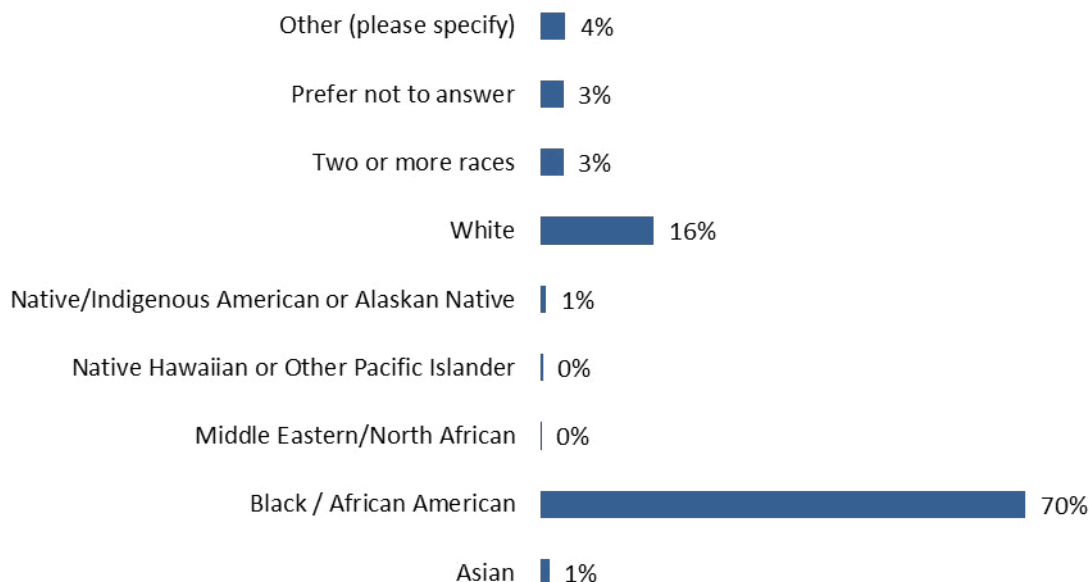 Other (please specify) 4%
Prefer not to answer 3%
Two or more races 3%
White 16%
Native/Indigenous American or Alaskan Native 1%
Native Hawaiian or Other Pacific Islander 0%
Middle Eastern/North African 0%
Black / African American 70%
Asian 1%